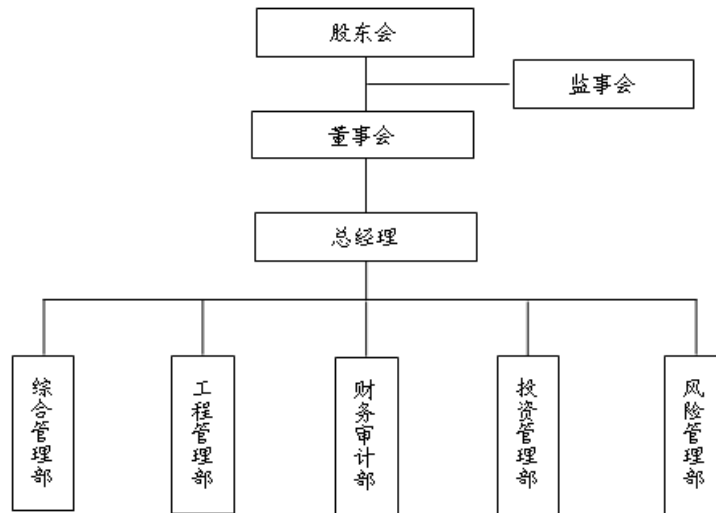 股东会
监事会
董事会
总经理
综合管理部
工程管理部
财务审计部
投资管理部
风险管理部